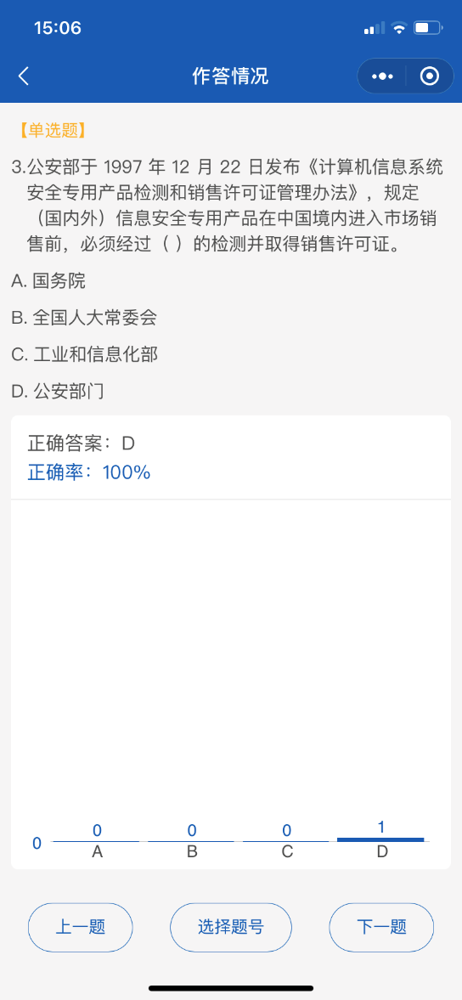 15:06
作答情况
【单选题】
3.公安部于 1997 年 12 月 22 日发布《计算机信息系统
安全专用产品检测和销售许可证管理办法》，规定
（国内外）信息安全专用产品在中国境内进入市场销
售前，必须经过（ ）的检测并取得销售许可证。
A. 国务院
B. 全国人大常委会
C. 工业和信息化部
D. 公安部门
正确答案：D
正确率：100%
0 0 0 1
0
A B C D
上一题 选择题号 下一题